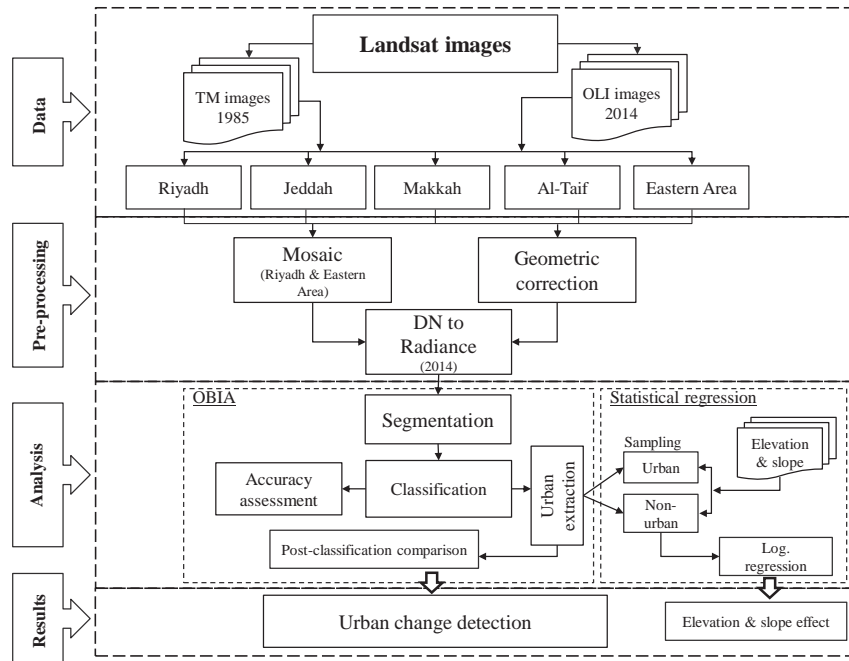 Landsat images
TM images
1985
OLI images
2014
Data
Riyadh
Jeddah
Makkah
Al-Taif
Eastern Area
Pre-processing
Mosaic
(Riyadh & Eastern
Area)
Geometric
correction
DN to
Radiance
(2014)
Analysis
OBIA
Segmentation
Accuracy
assessment
Classification
Urban
extraction
Post-classification comparison
Statistical regression
Sampling
Urban
Non-
urban
Elevation
& slope
Log.
regression
Results
Urban change detection
Elevation & slope effect